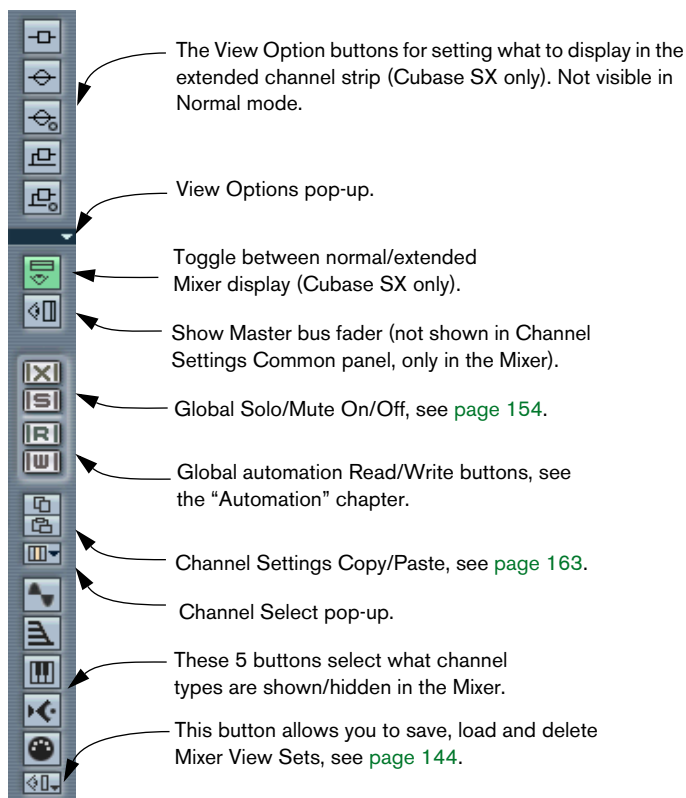 The View Option buttons for setting what to display in the
extended channel strip (Cubase SX only). Not visible in
Normal mode.
View Options pop-up.
Toggle between normal/extended
Mixer display (Cubase SX only).
Show Master bus fader (not shown in Channel
Settings Common panel, only in the Mixer).
X
S
Global Solo/Mute On/Off, see page 154.
R
W
Global automation Read/Write buttons, see
the “Automation” chapter.
Channel Settings Copy/Paste, see page 163.
Channel Select pop-up.
These 5 buttons select what channel
types are shown/hidden in the Mixer.
This button allows you to save, load and delete
Mixer View Sets, see page 144.